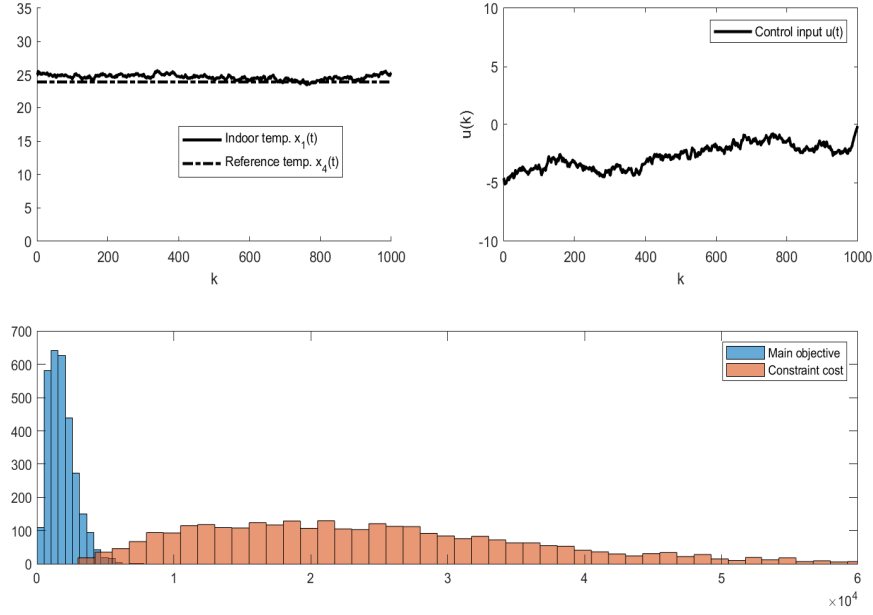 35
30
25
20
15
10
5
0
Indoor temp. x1(t)
Reference temp. x4(t)
0 200 400 600 800 1000
k
10
5
0
-5
-10
u(k)
Control input u(t)
0 200 400 600 800 1000
k
700
600
500
400
300
200
100
0
Main objective
Constraint cost
0 1 2 3 4 5 6
×10^4